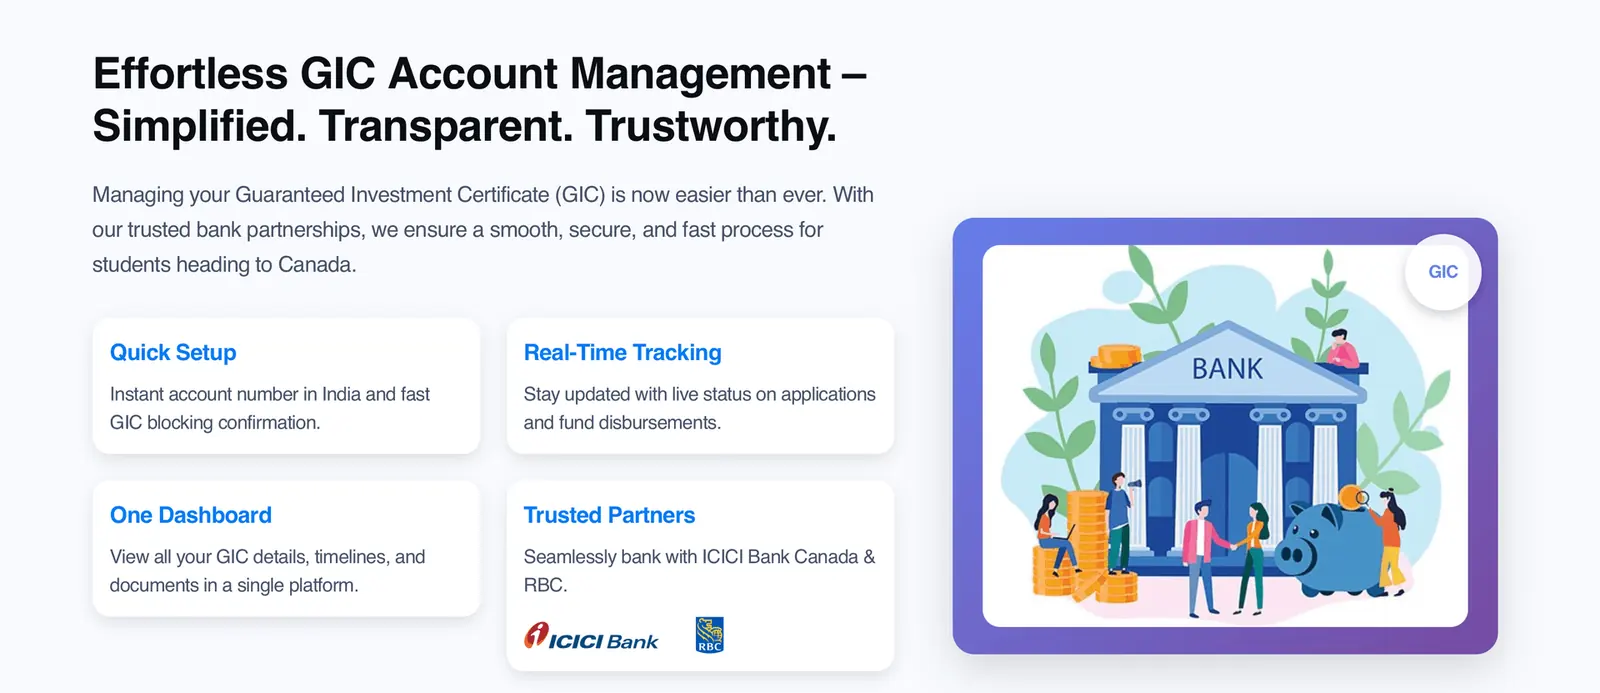 Effortless GIC Account Management –
Simplified. Transparent. Trustworthy.
Managing your Guaranteed Investment Certificate (GIC) is now easier than ever. With
our trusted bank partnerships, we ensure a smooth, secure, and fast process for
students heading to Canada.
Quick Setup
Instant account number in India and fast
GIC blocking confirmation.
Real-Time Tracking
Stay updated with live status on applications
and fund disbursements.
One Dashboard
View all your GIC details, timelines, and
documents in a single platform.
Trusted Partners
Seamlessly bank with ICICI Bank Canada &
RBC.
ICICI Bank
RBC
GIC
BANK